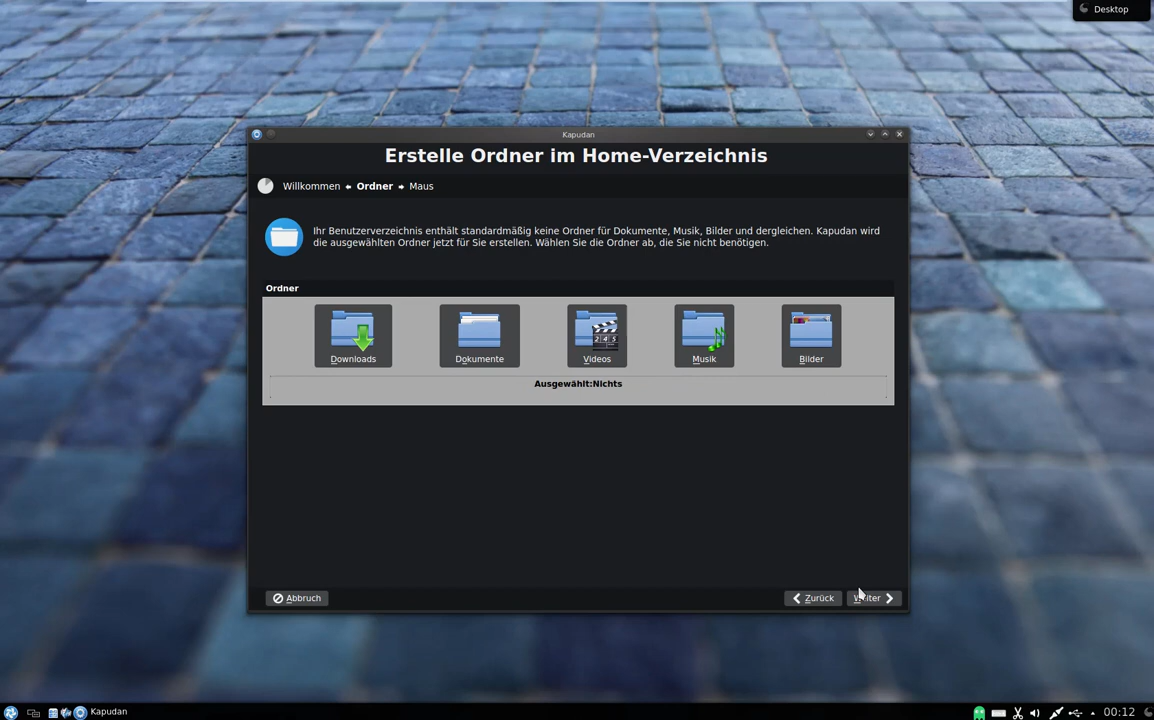 Desktop
Kapudan
Erstelle Ordner im Home-Verzeichnis
Willkommen Ordner Maus
Ihr Benutzerverzeichnis enthält standardmäßig keine Ordner für Dokumente, Musik, Bilder und dergleichen. Kapudan wird
die ausgewählten Ordner jetzt für Sie erstellen. Wählen Sie die Ordner ab, die Sie nicht benötigen.
Ordner
Downloads Dokumente Videos Musik Bilder
Ausgewählt:Nichts
Abbruch Zurück Weiter
Kapudan 00:12